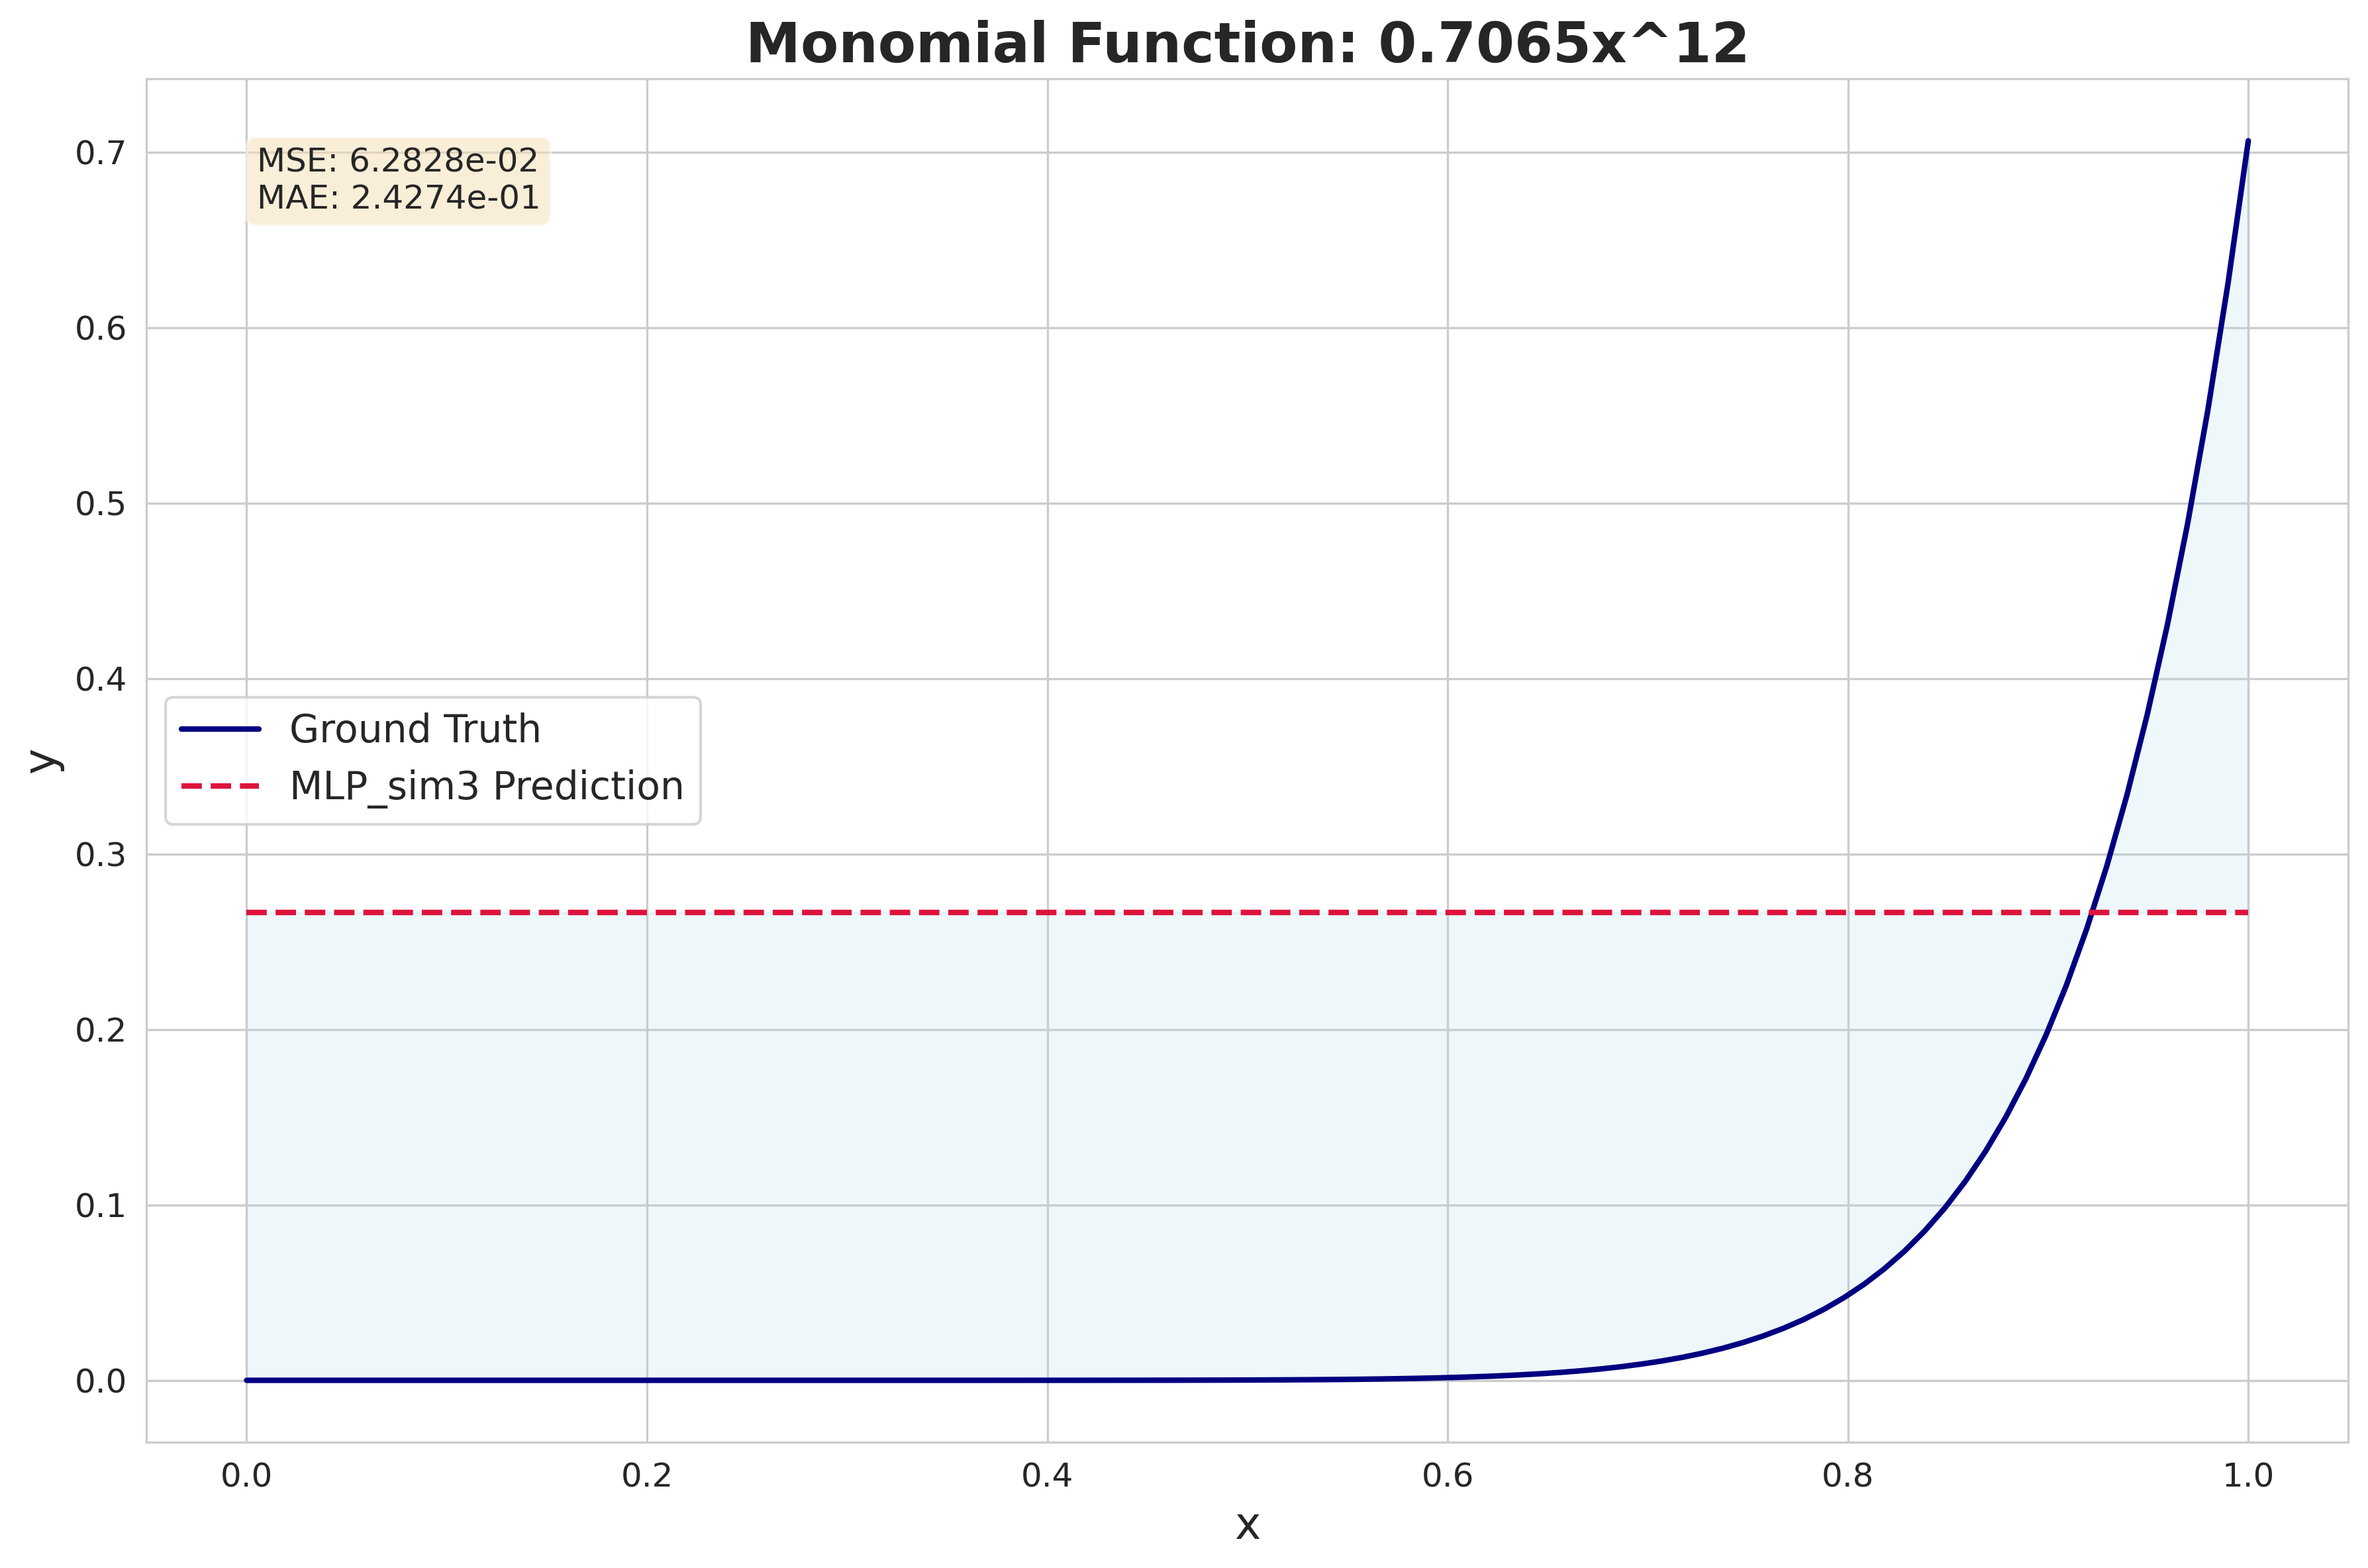 Monomial Function: 0.7065x^12
MSE: 6.2828e-02
MAE: 2.4274e-01
0.7
0.6
0.5
0.4
0.3
0.2
0.1
0.0
y
Ground Truth
MLP_sim3 Prediction
0.0 0.2 0.4 0.6 0.8 1.0
x